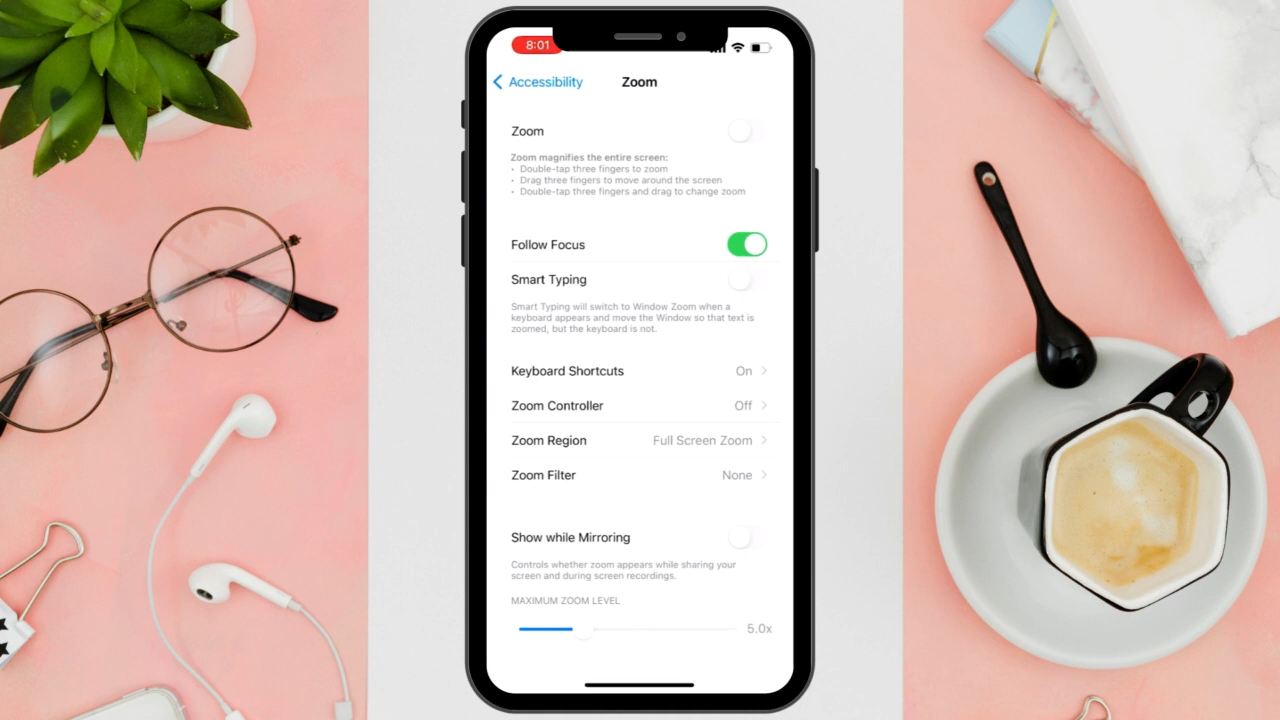 8:01
Accessibility
Zoom
Zoom
Zoom magnifies the entire screen:
• Double-tap three fingers to zoom
• Drag three fingers to move around the screen
• Double-tap three fingers and drag to change zoom
Follow Focus
Smart Typing
Smart Typing will switch to Window Zoom when a
keyboard appears and move the Window so that text is
zoomed, but the keyboard is not.
Keyboard Shortcuts On
Zoom Controller Off
Zoom Region Full Screen Zoom
Zoom Filter None
Show while Mirroring
Controls whether zoom appears while sharing your
screen and during screen recordings.
MAXIMUM ZOOM LEVEL
5.0x